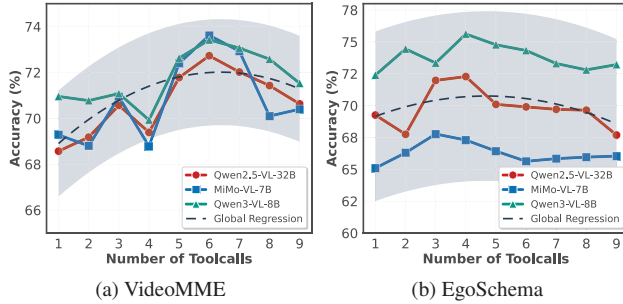 74
72
70
68
66
Accuracy (%)
1 2 3 4 5 6 7 8 9
Number of Toolcalls
Qwen2.5-VL-32B
MiMo-VL-7B
Qwen3-VL-8B
Global Regression
(a) VideoMME
78
75
70
65
60
Accuracy (%)
1 2 3 4 5 6 7 8 9
Number of Toolcalls
Qwen2.5-VL-32B
MiMo-VL-7B
Qwen3-VL-8B
Global Regression
(b) EgoSchema